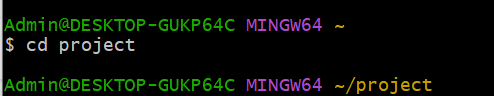 Admin@DESKTOP-GUKP64C MINGW64 ~
$ cd project
Admin@DESKTOP-GUKP64C MINGW64 ~/project